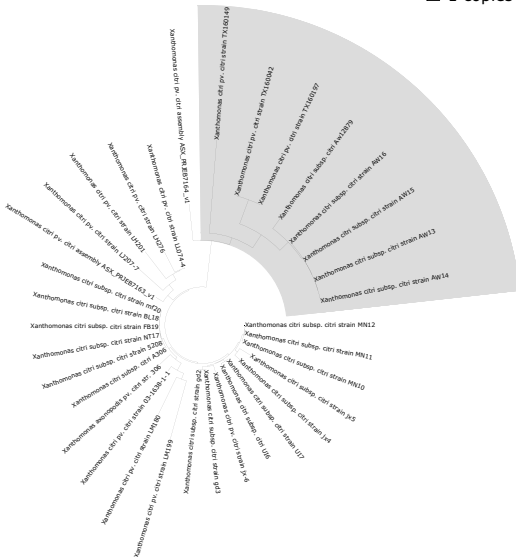 2 copies
Xanthomonas citri pv. citri strain TX160149
Xanthomonas citri pv. citri strain TX160042
Xanthomonas citri pv. citri strain TX160197
Xanthomonas citri subsp. citri Aw12879
Xanthomonas citri subsp. citri strain AW16
Xanthomonas citri subsp. citri strain AW15
Xanthomonas citri subsp. citri strain AW13
Xanthomonas citri subsp. citri strain AW14
Xanthomonas citri subsp. citri strain MN12
Xanthomonas citri subsp. citri strain MN11
Xanthomonas citri subsp. citri strain MN10
Xanthomonas citri subsp. citri strain jx5
Xanthomonas citri subsp. citri strain jx4
Xanthomonas citri subsp. citri strain UI7
Xanthomonas citri subsp. citri UI6
Xanthomonas citri pv. citri strain jx-6
Xanthomonas citri subsp. citri strain gd3
Xanthomonas citri subsp. citri strain gd2
Xanthomonas citri pv. citri strain LM199
Xanthomonas citri pv. citri strain LM180
Xanthomonas citri pv. citri strain 03-1638-1-1
Xanthomonas axonopodis pv. citri str. 306
Xanthomonas citri subsp. citri A306
Xanthomonas citri subsp. citri strain 5208
Xanthomonas citri subsp. citri strain NT17
Xanthomonas citri subsp. citri strain FB19
Xanthomonas citri subsp. citri strain BL18
Xanthomonas citri subsp. citri strain mf20
Xanthomonas citri pv. citri assembly ASX_PRJEB7163_v1
Xanthomonas citri pv. citri strain LJ207-7
Xanthomonas citri pv. citri strain LH201
Xanthomonas citri pv. citri strain LH276
Xanthomonas citri pv. citri strain LL074-4
Xanthomonas citri pv. citri assembly ASX_PRJEB7164_v1